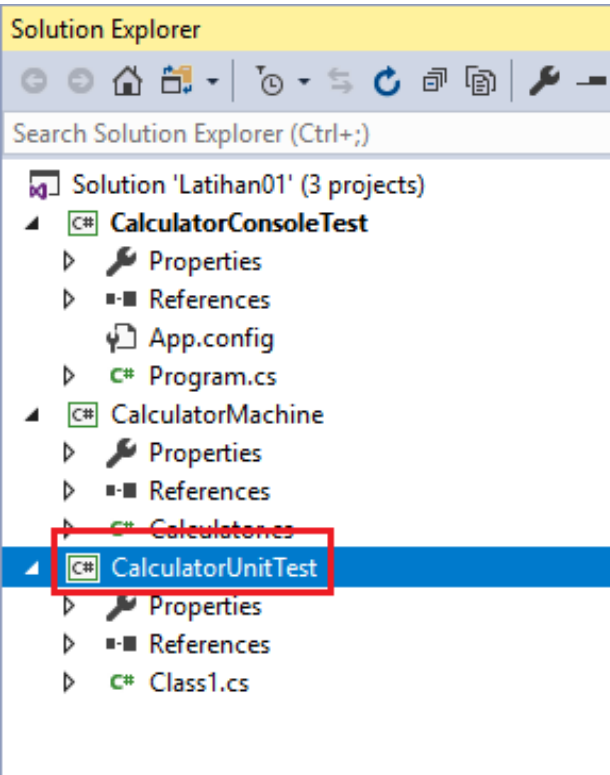 Solution Explorer
Search Solution Explorer (Ctrl+;)
Solution 'Latihan01' (3 projects)
C# CalculatorConsoleTest
Properties
References
App.config
C# Program.cs
C# CalculatorMachine
Properties
References
C# Calculator.cs
C# CalculatorUnitTest
Properties
References
C# Class1.cs